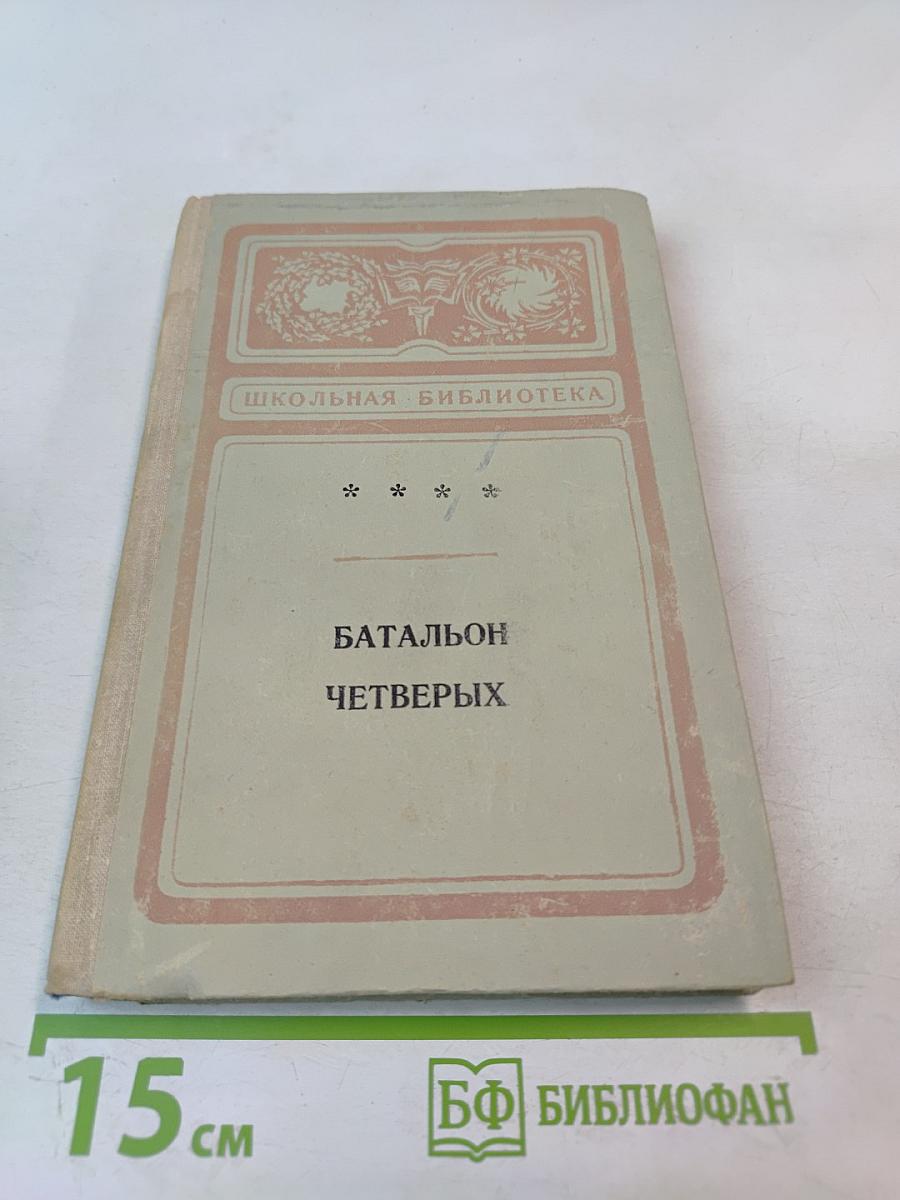 ШКОЛЬНАЯ · БИБЛИОТЕКА
* * * *
БАТАЛЬОН
ЧЕТВЕРЫХ
15 см
БФ БИБЛИОФАН